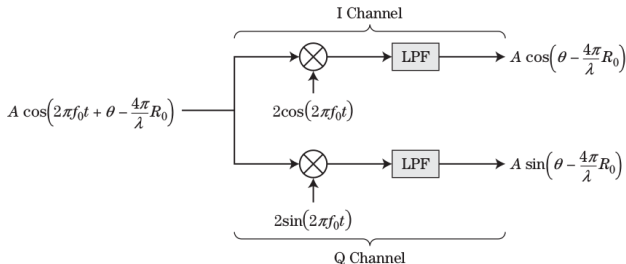 I Channel
LPF
A cos(θ − 4π/λ R₀)
2cos(2πf₀t)
A cos(2πf₀t + θ − 4π/λ R₀)
LPF
A sin(θ − 4π/λ R₀)
2sin(2πf₀t)
Q Channel